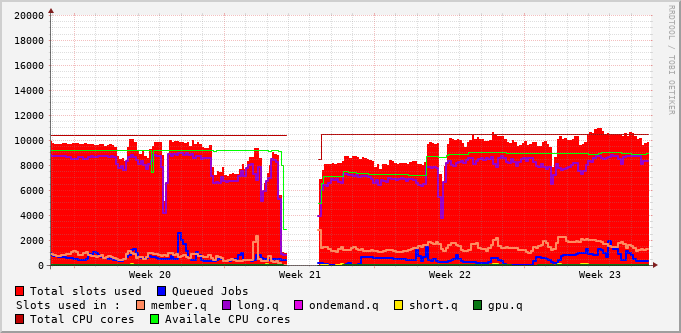 RRDTOOL / TOBI OETIKER
20000
18000
16000
14000
12000
10000
8000
6000
4000
2000
0
Week 20 Week 21 Week 22 Week 23
Total slots used Queued Jobs
Slots used in : member.q long.q ondemand.q short.q gpu.q
Total CPU cores Availale CPU cores